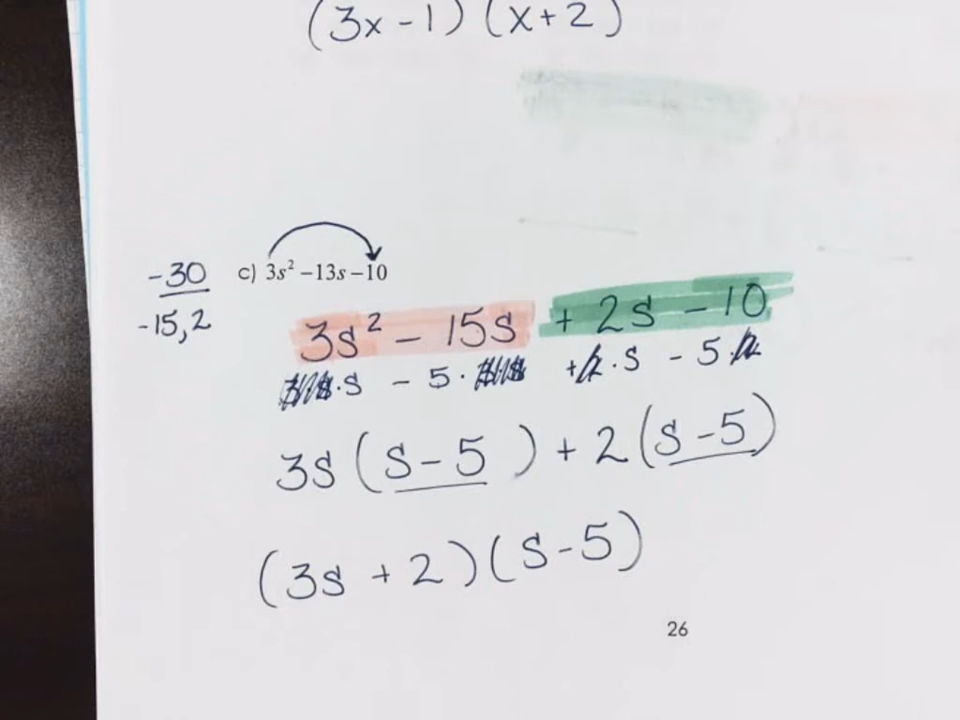 (3x - 1) (x + 2)
-30 c) 3s² -13s -10
-15, 2
3s² - 15s + 2s - 10
·s - 5· + ·s - 5·
3s (s - 5) + 2 (s - 5)
(3s + 2) (s - 5)
26